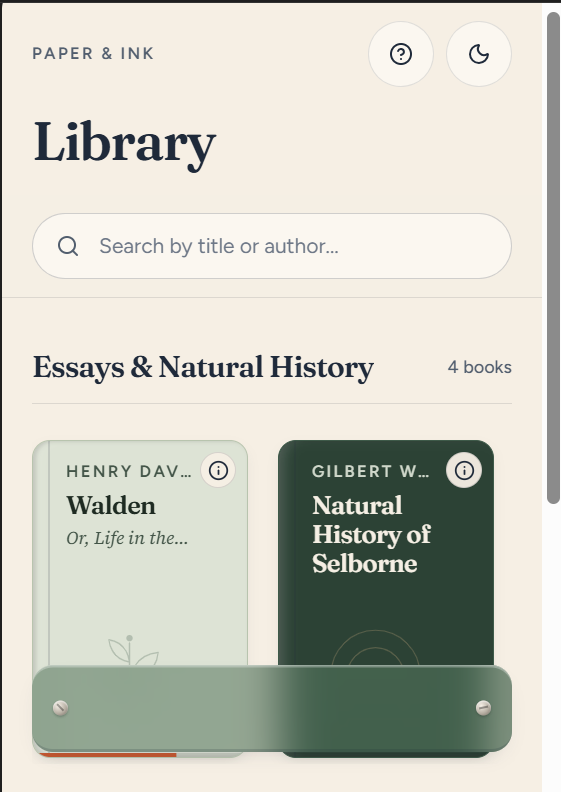 PAPER & INK
Library
Search by title or author...
Essays & Natural History
4 books
HENRY DAV...
Walden
Or, Life in the...
GILBERT W...
Natural
History of
Selborne